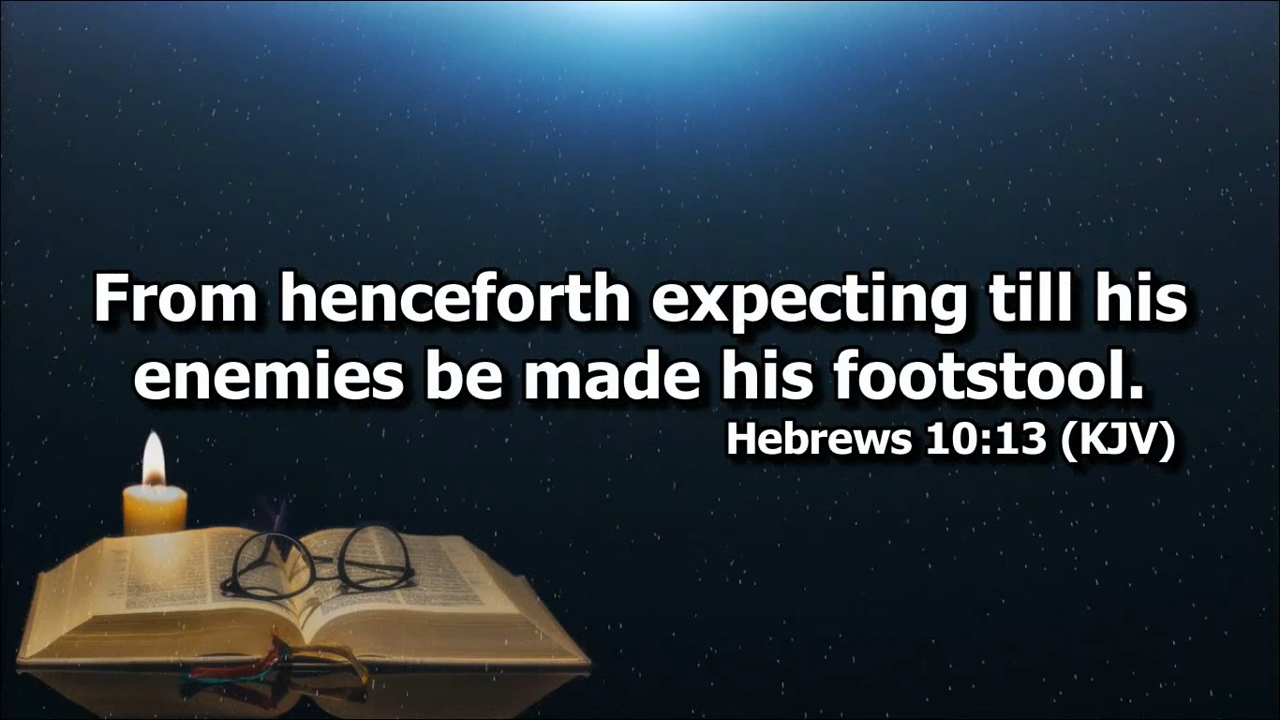 From henceforth expecting till his
enemies be made his footstool.
Hebrews 10:13 (KJV)